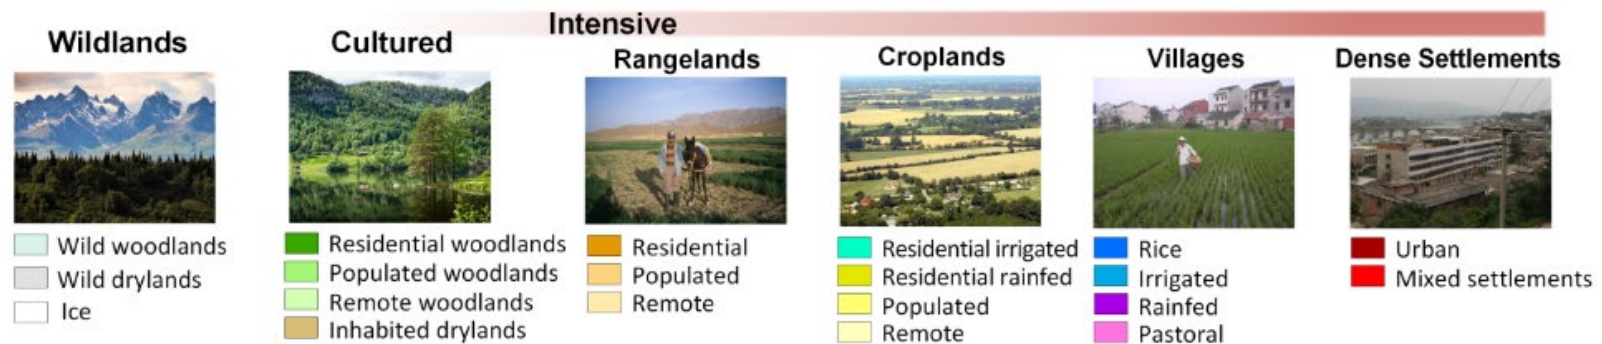 Intensive
Wildlands
Cultured
Rangelands
Croplands
Villages
Dense Settlements
Wild woodlands
Wild drylands
Ice
Residential woodlands
Populated woodlands
Remote woodlands
Inhabited drylands
Residential
Populated
Remote
Residential irrigated
Residential rainfed
Populated
Remote
Rice
Irrigated
Rainfed
Pastoral
Urban
Mixed settlements